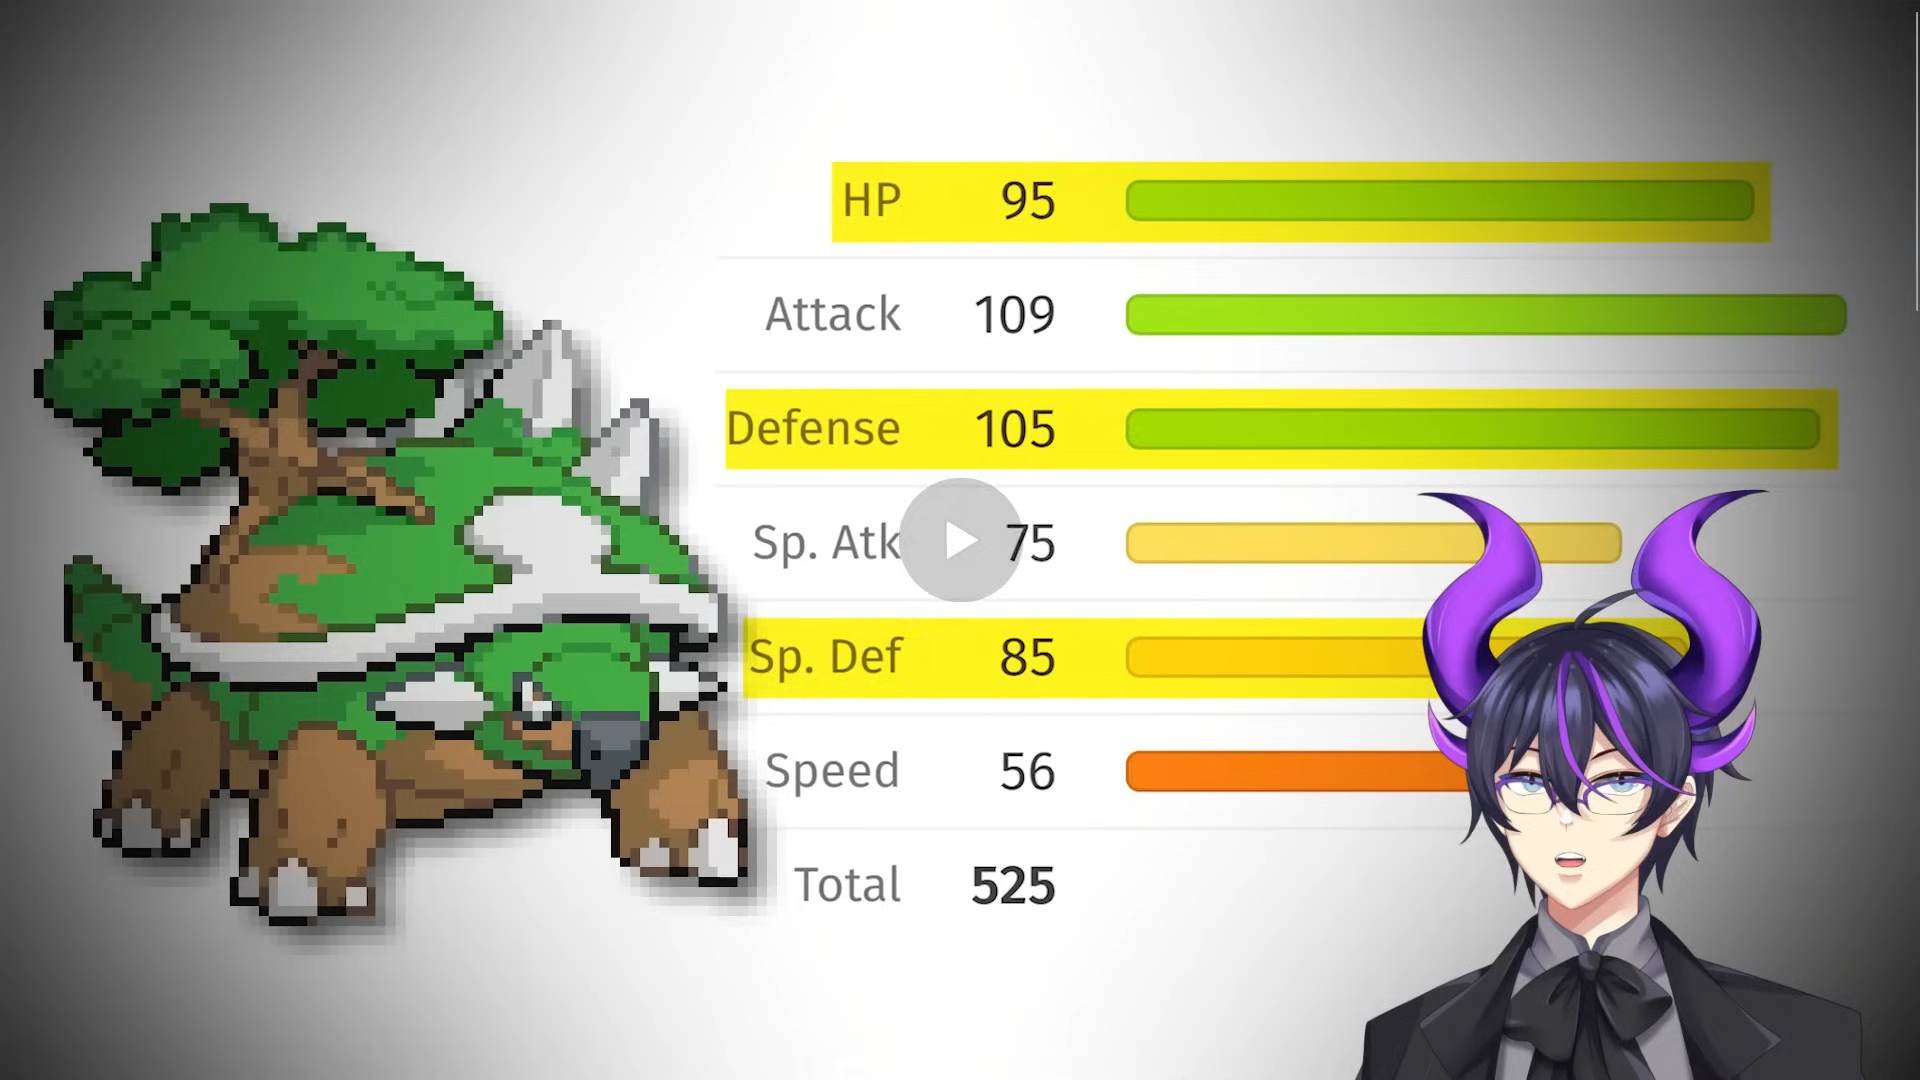 HP 95
Attack 109
Defense 105
Sp. Atk 75
Sp. Def 85
Speed 56
Total 525